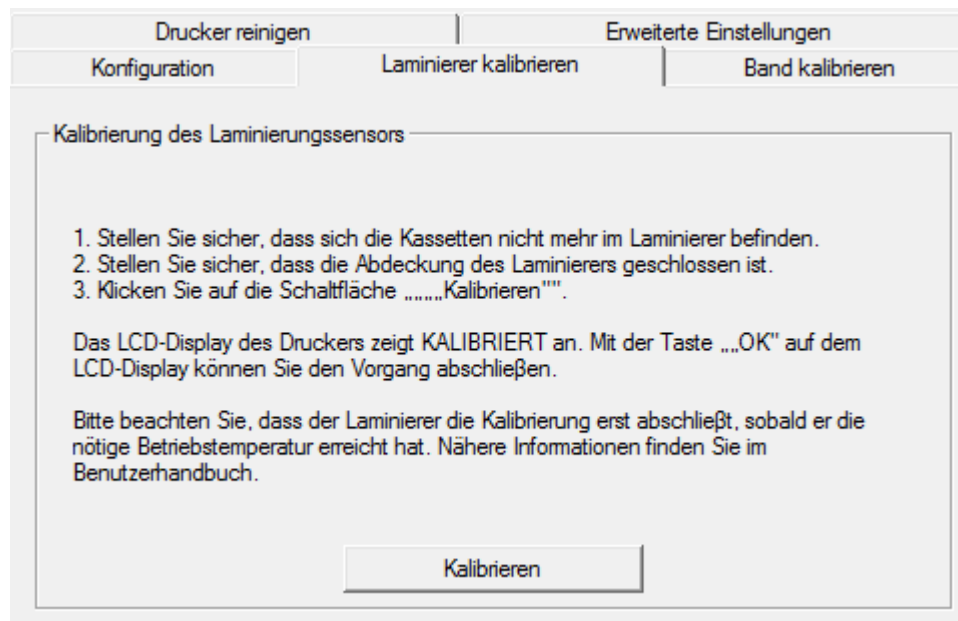 Drucker reinigen
Erweiterte Einstellungen
Konfiguration
Laminierer kalibrieren
Band kalibrieren
Kalibrierung des Laminierungssensors
1. Stellen Sie sicher, dass sich die Kassetten nicht mehr im Laminierer befinden.
2. Stellen Sie sicher, dass die Abdeckung des Laminierers geschlossen ist.
3. Klicken Sie auf die Schaltfläche „„„Kalibrieren"".
Das LCD-Display des Druckers zeigt KALIBRIERT an. Mit der Taste „„OK" auf dem
LCD-Display können Sie den Vorgang abschließen.
Bitte beachten Sie, dass der Laminierer die Kalibrierung erst abschließt, sobald er die
nötige Betriebstemperatur erreicht hat. Nähere Informationen finden Sie im
Benutzerhandbuch.
Kalibrieren